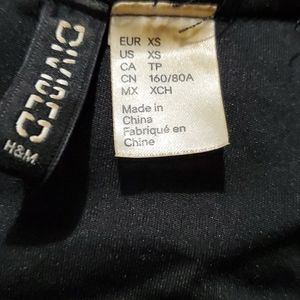 DIVIDED
H&M
EUR XS
US XS
CA TP
CN 160/80A
MX XCH
Made in
China
Fabriqué en
Chine